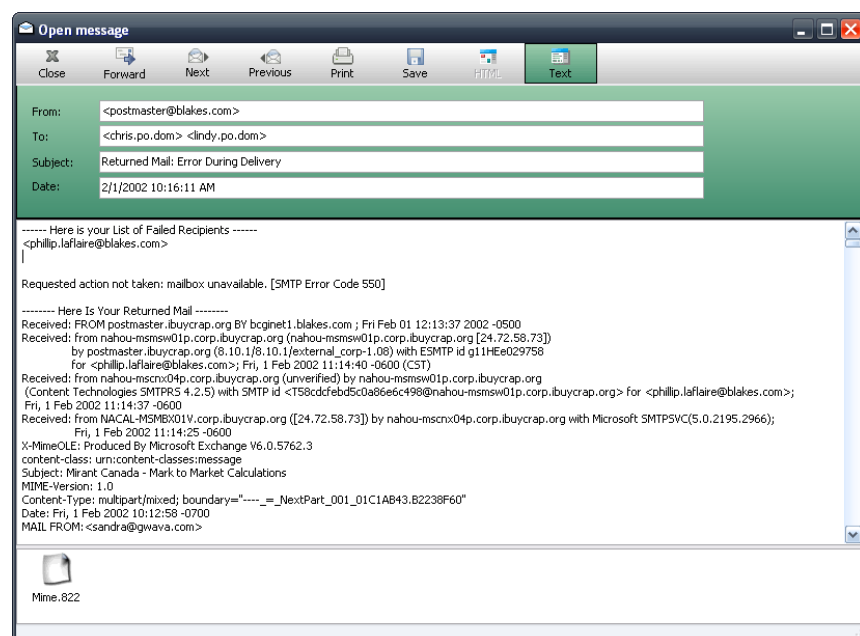 Open message
Close Forward Next Previous Print Save HTML Text
From: <postmaster@blakes.com>
To: <chris.po.dom> <lindy.po.dom>
Subject: Returned Mail: Error During Delivery
Date: 2/1/2002 10:16:11 AM
------ Here is your List of Failed Recipients ------
<phillip.laflaire@blakes.com>
Requested action not taken: mailbox unavailable. [SMTP Error Code 550]
-------- Here Is Your Returned Mail --------
Received: FROM postmaster.ibuycrap.org BY bcginet1.blakes.com ; Fri Feb 01 12:13:37 2002 -0500
Received: from nahou-msmsw01p.corp.ibuycrap.org (nahou-msmsw01p.corp.ibuycrap.org [24.72.58.73])
by postmaster.ibuycrap.org (8.10.1/8.10.1/external_corp-1.08) with ESMTP id g11HEe029758
for <phillip.laflaire@blakes.com>; Fri, 1 Feb 2002 11:14:40 -0600 (CST)
Received: from nahou-mscnx04p.corp.ibuycrap.org (unverified) by nahou-msmsw01p.corp.ibuycrap.org
(Content Technologies SMTPRS 4.2.5) with SMTP id <T58cdcfebd5c0a86e6c498@nahou-msmsw01p.corp.ibuycrap.org> for <phillip.laflaire@blakes.com>;
Fri, 1 Feb 2002 11:14:37 -0600
Received: from NACAL-MSMBX01V.corp.ibuycrap.org ([24.72.58.73]) by nahou-mscnx04p.corp.ibuycrap.org with Microsoft SMTPSVC(5.0.2195.2966);
Fri, 1 Feb 2002 11:14:25 -0600
X-MimeOLE: Produced By Microsoft Exchange V6.0.5762.3
content-class: urn:content-classes:message
Subject: Mirant Canada - Mark to Market Calculations
MIME-Version: 1.0
Content-Type: multipart/mixed; boundary="----_=_NextPart_001_01C1AB43.B2238F60"
Date: Fri, 1 Feb 2002 10:12:58 -0700
MAIL FROM:<sandra@gwava.com>
Mime.822